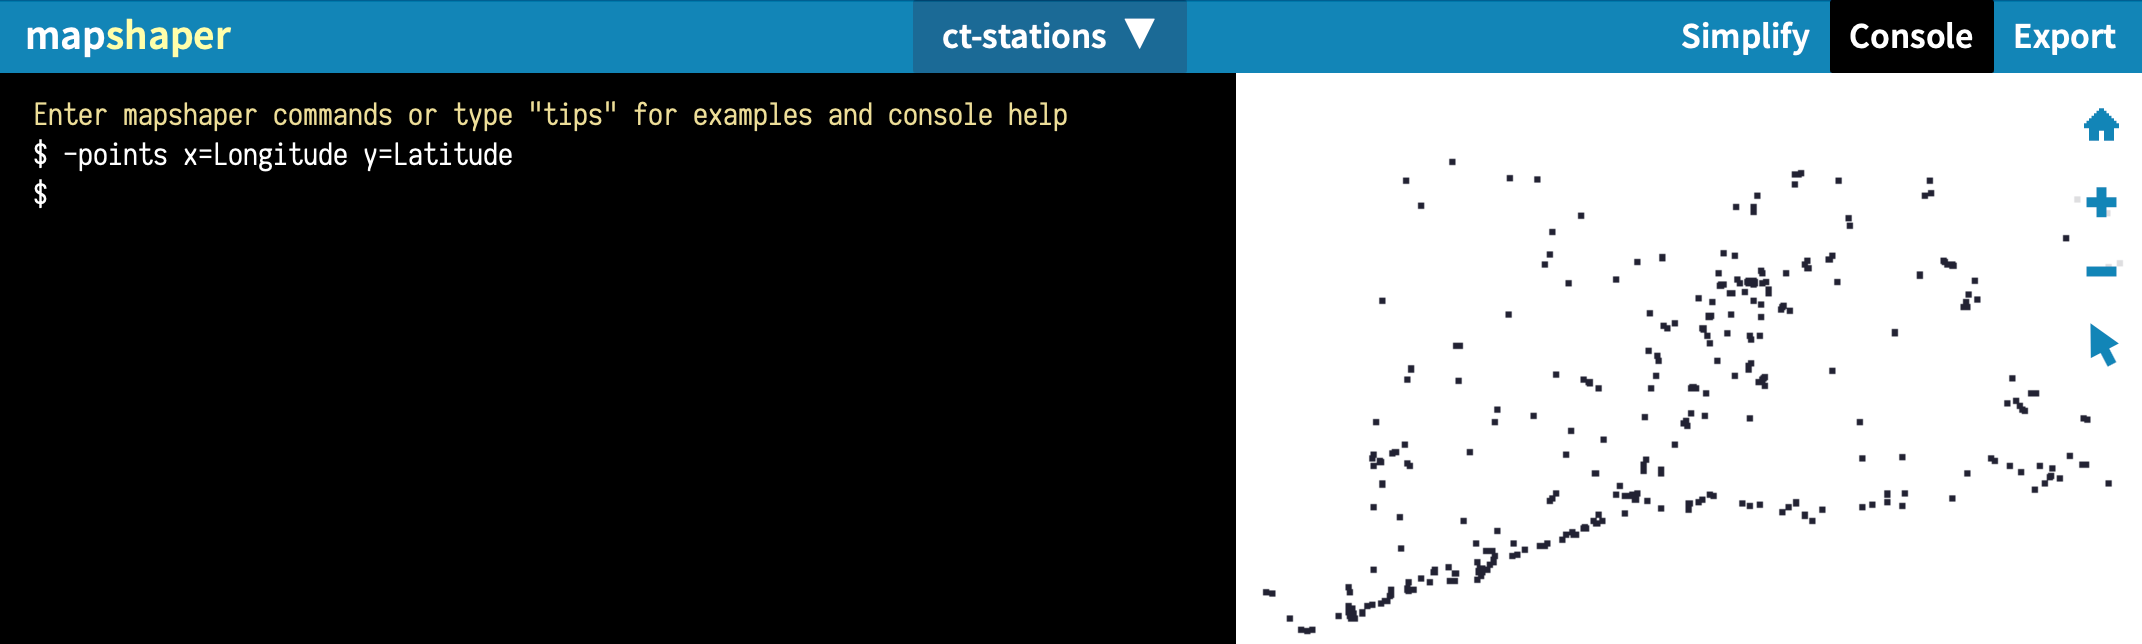 mapshaper ct-stations ▼ Simplify Console Export
Enter mapshaper commands or type "tips" for examples and console help
$ -points x=Longitude y=Latitude
$